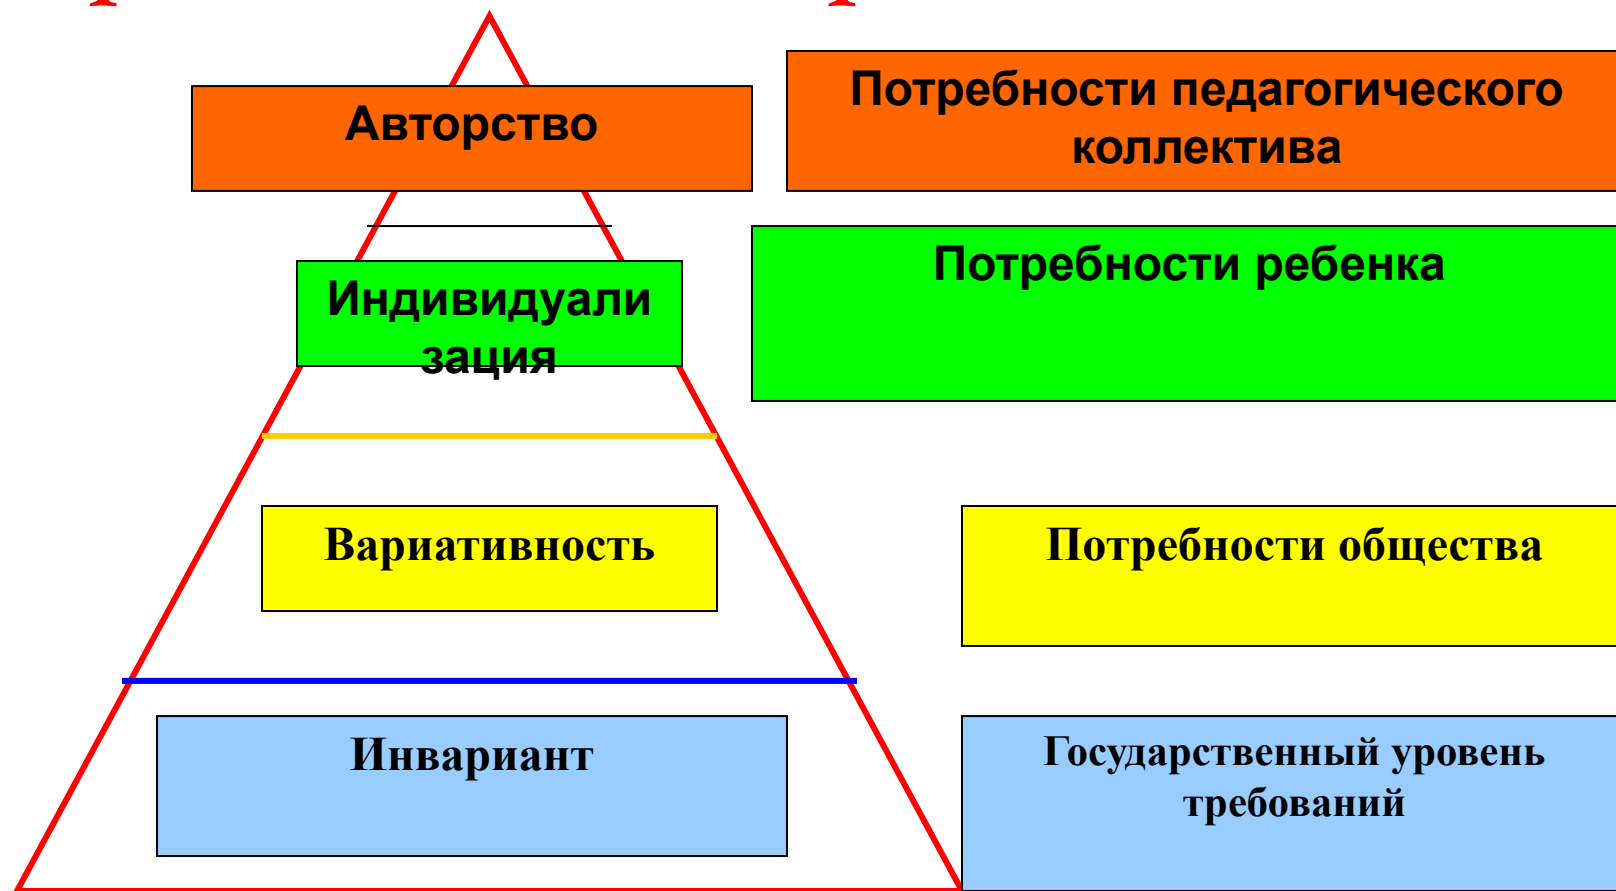 Авторство
Потребности педагогического
коллектива
Индивидуали
зация
Потребности ребенка
Вариативность
Потребности общества
Инвариант
Государственный уровень
требований